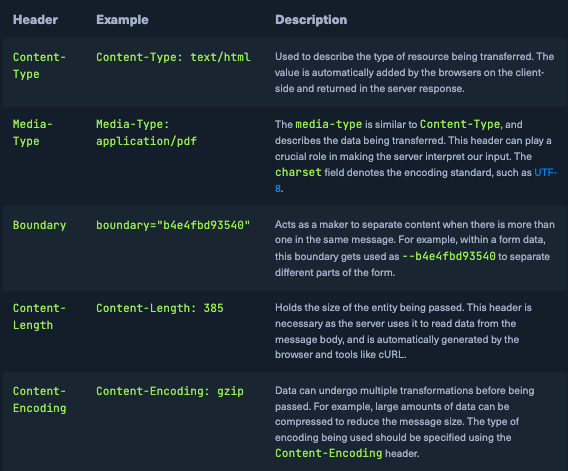 Header Example Description
Content-Type Content-Type: text/html Used to describe the type of resource being transferred. The
value is automatically added by the browsers on the client-
side and returned in the server response.
Media-Type Media-Type: application/pdf The media-type is similar to Content-Type, and
describes the data being transferred. This header can play a
crucial role in making the server interpret our input. The
charset field denotes the encoding standard, such as UTF-
8.
Boundary boundary="b4e4fbd93540" Acts as a maker to separate content when there is more than
one in the same message. For example, within a form data,
this boundary gets used as --b4e4fbd93540 to separate
different parts of the form.
Content-Length Content-Length: 385 Holds the size of the entity being passed. This header is
necessary as the server uses it to read data from the
message body, and is automatically generated by the
browser and tools like cURL.
Content-Encoding Content-Encoding: gzip Data can undergo multiple transformations before being
passed. For example, large amounts of data can be
compressed to reduce the message size. The type of
encoding being used should be specified using the
Content-Encoding header.